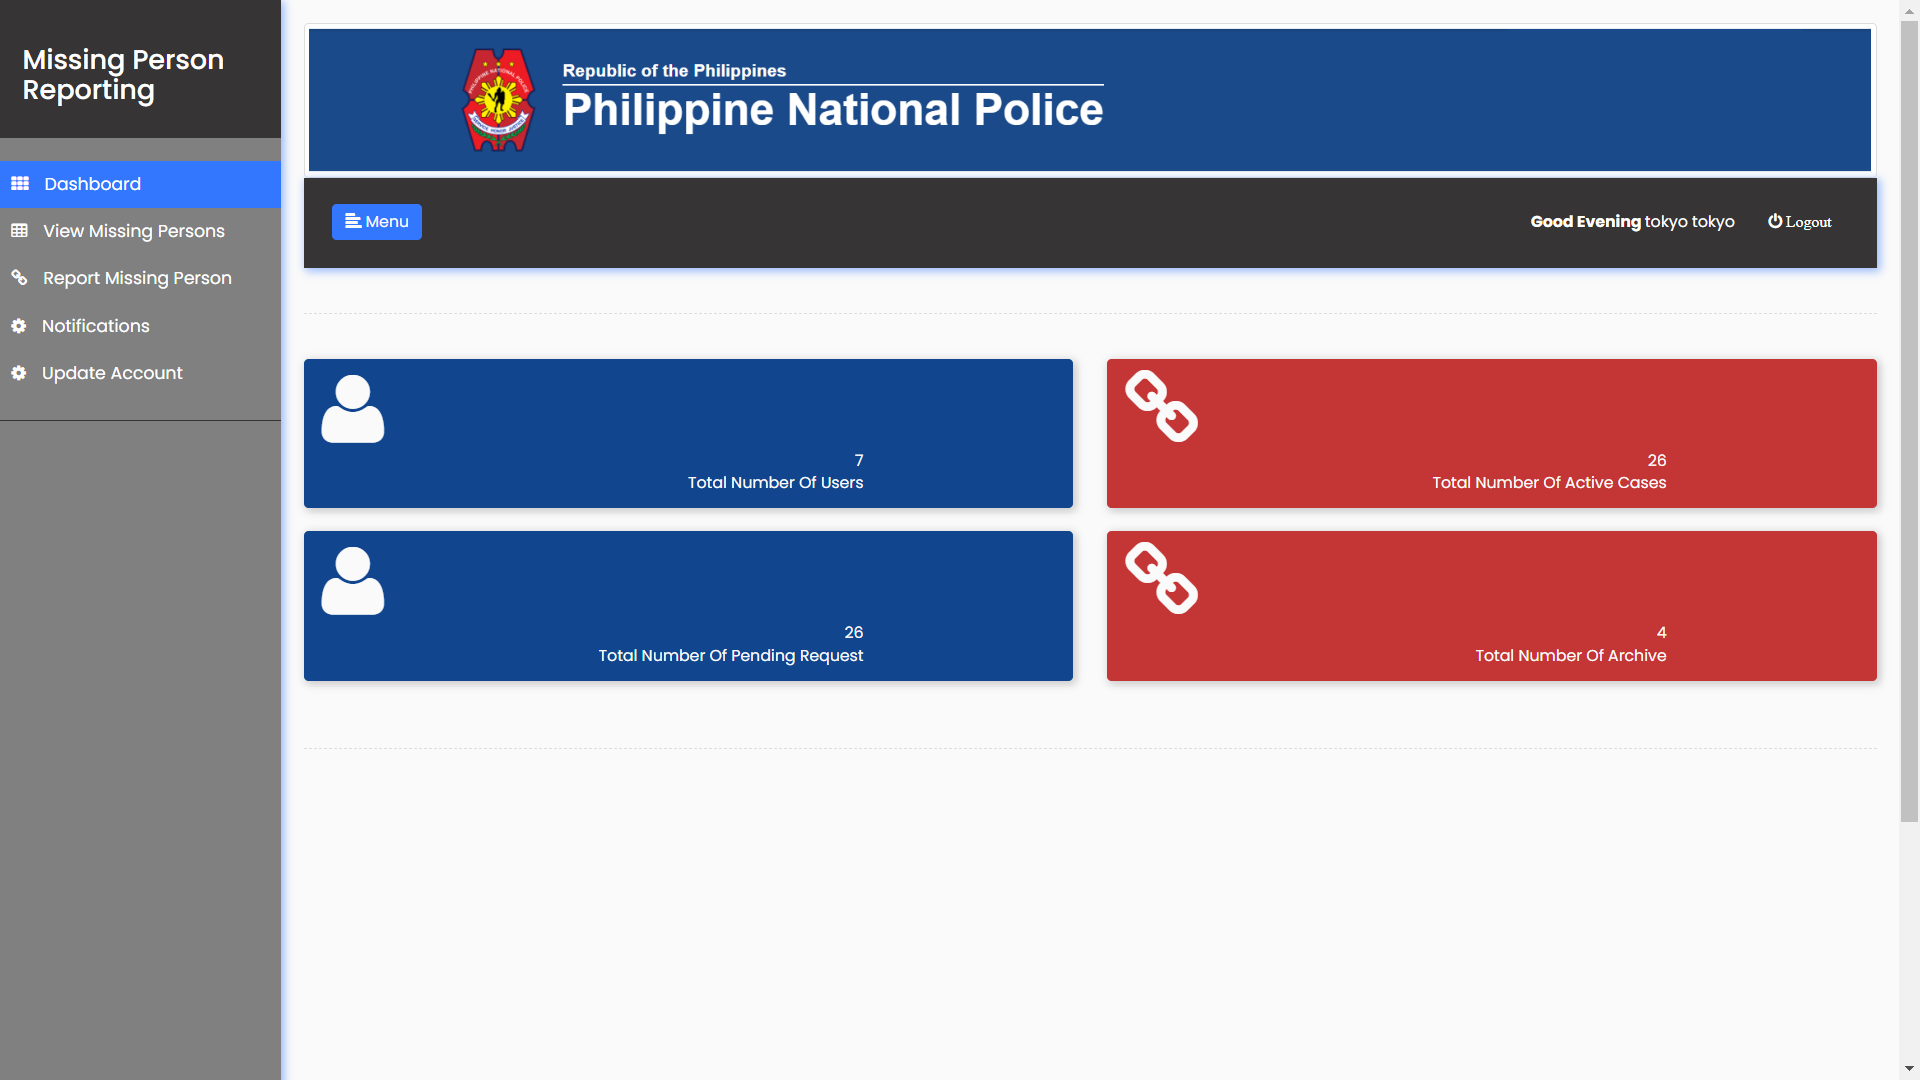 Missing Person
Reporting
Dashboard
View Missing Persons
Report Missing Person
Notifications
Update Account
Republic of the Philippines
Philippine National Police
Menu
Good Evening tokyo tokyo
Logout
7
Total Number Of Users
26
Total Number Of Active Cases
26
Total Number Of Pending Request
4
Total Number Of Archive